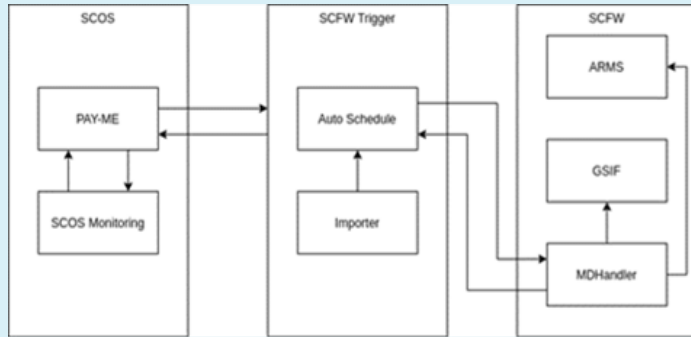 SCOS
SCFW Trigger
SCFW
PAY-ME
SCOS Monitoring
Auto Schedule
Importer
ARMS
GSIF
MDHandler